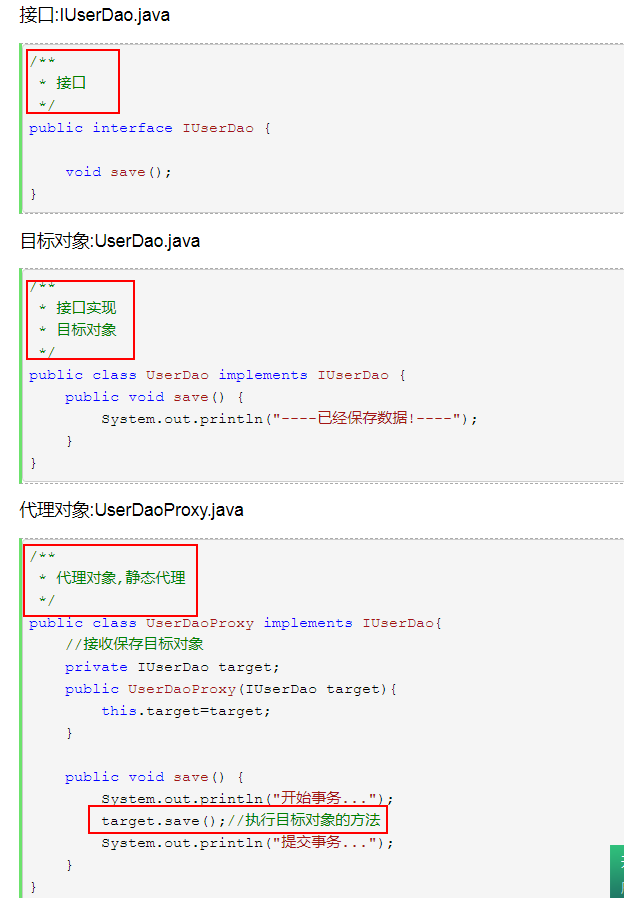 接口:IUserDao.java
/**
 * 接口
 */
public interface IUserDao {
    void save();
}
目标对象:UserDao.java
/**
 * 接口实现
 * 目标对象
 */
public class UserDao implements IUserDao {
    public void save() {
        System.out.println("----已经保存数据!----");
    }
}
代理对象:UserDaoProxy.java
/**
 * 代理对象,静态代理
 */
public class UserDaoProxy implements IUserDao{
    //接收保存目标对象
    private IUserDao target;
    public UserDaoProxy(IUserDao target){
        this.target=target;
    }
    public void save() {
        System.out.println("开始事务...");
        target.save();//执行目标对象的方法
        System.out.println("提交事务...");
    }
}